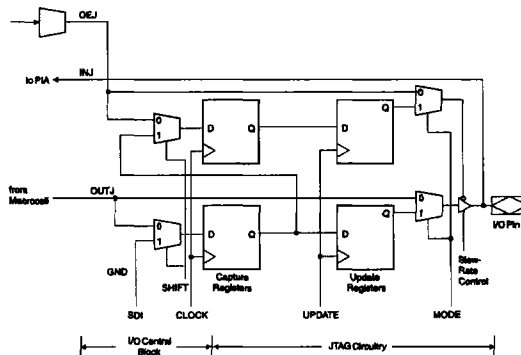 OEJ
INJ
to PIA
0
1
D Q
D Q
0
1
from
Macrocell
OUTJ
0
1
GND
SDI
SHIFT
D Q
Capture
Registers
CLOCK
D Q
Update
Registers
UPDATE
0
1
MODE
Slew-
Rate
Control
I/O Pin
I/O Central
Block
JTAG Circuitry